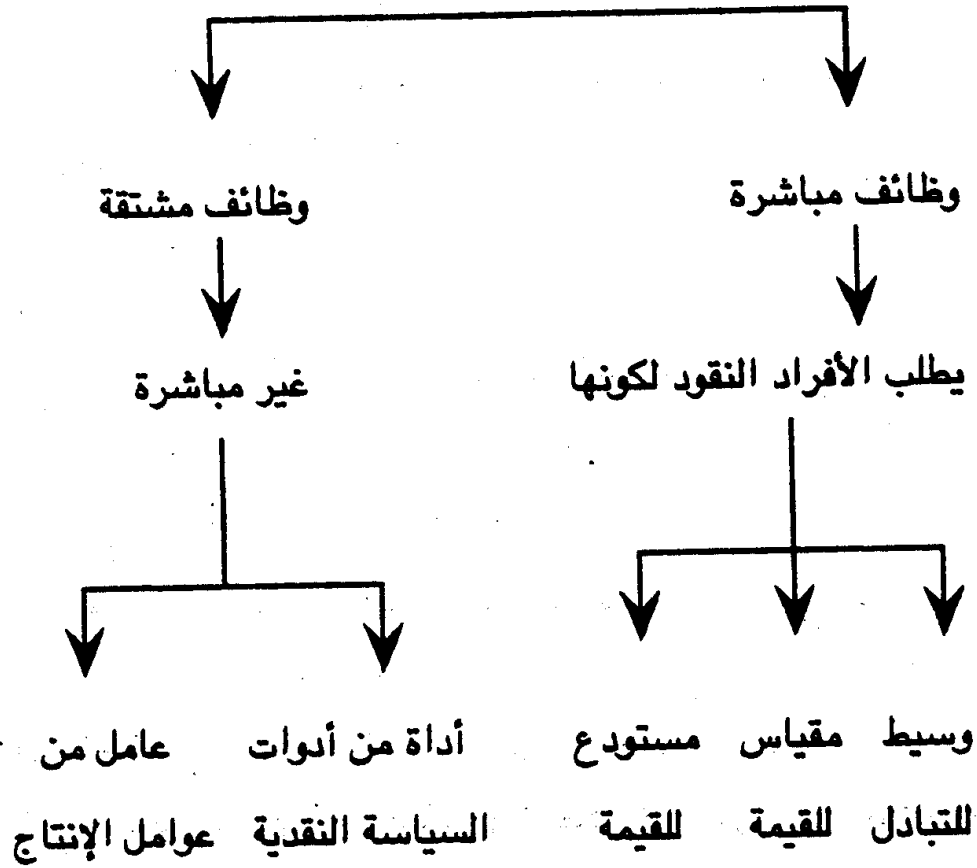 وظائف مباشرة
وظائف مشتقة
يطلب الأفراد النقود لكونها
غير مباشرة
وسيط
للتبادل
مقياس
للقيمة
مستودع
للقيمة
أداة من أدوات
السياسة النقدية
عامل من
عوامل الإنتاج